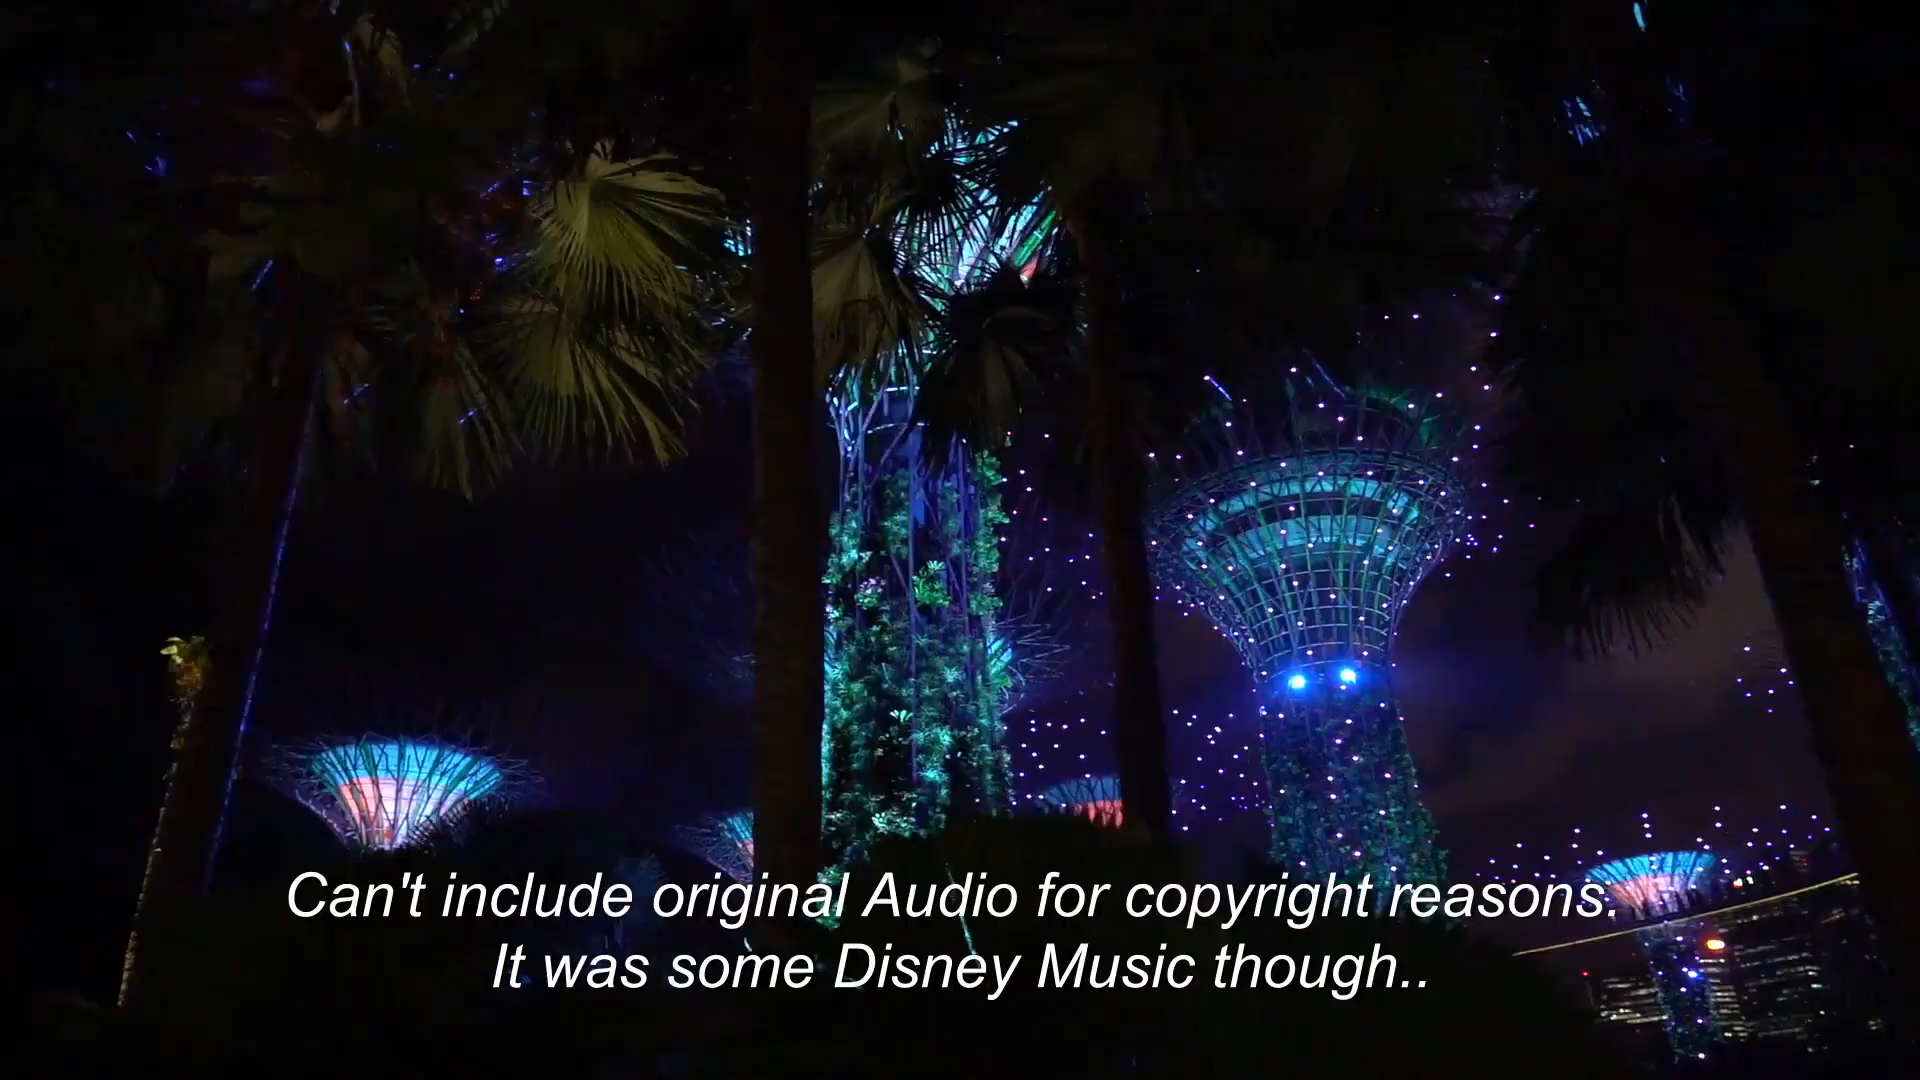 Can't include original Audio for copyright reasons.
It was some Disney Music though..